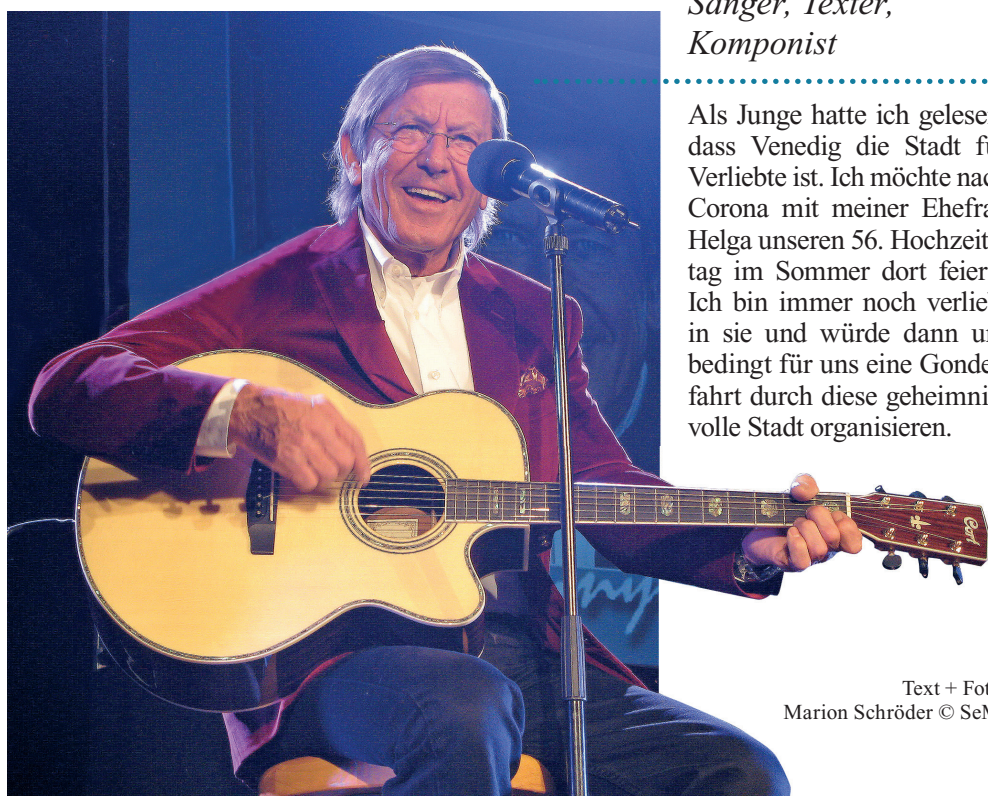 Sänger, Texter,
Komponist
Als Junge hatte ich gelesen
dass Venedig die Stadt fü
Verliebte ist. Ich möchte nac
Corona mit meiner Ehefra
Helga unseren 56. Hochzeit
tag im Sommer dort feier
Ich bin immer noch verlieb
in sie und würde dann un
bedingt für uns eine Gonde
fahrt durch diese geheimni
volle Stadt organisieren.
Cort
ny
Text + Fot
Marion Schröder © SeM